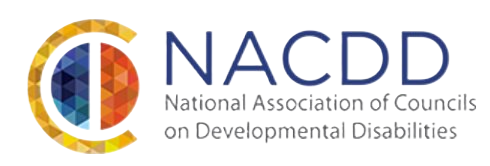 NACDD
National Association of Councils
on Developmental Disabilities